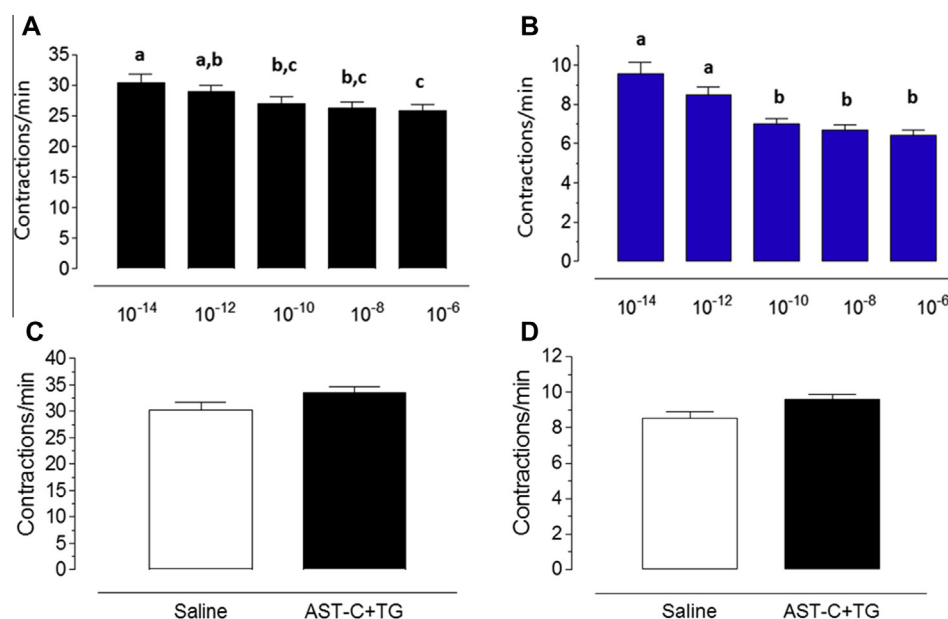 A
Contractions/min
35
30
25
20
15
10
5
0
a
a,b
b,c
b,c
c
10⁻¹⁴
10⁻¹²
10⁻¹⁰
10⁻⁸
10⁻⁶
B
Contractions/min
10
8
6
4
2
0
a
a
b
b
b
10⁻¹⁴
10⁻¹²
10⁻¹⁰
10⁻⁸
10⁻⁶
C
Contractions/min
40
35
30
25
20
15
10
5
0
Saline
AST-C+TG
D
Contractions/min
12
10
8
6
4
2
0
Saline
AST-C+TG